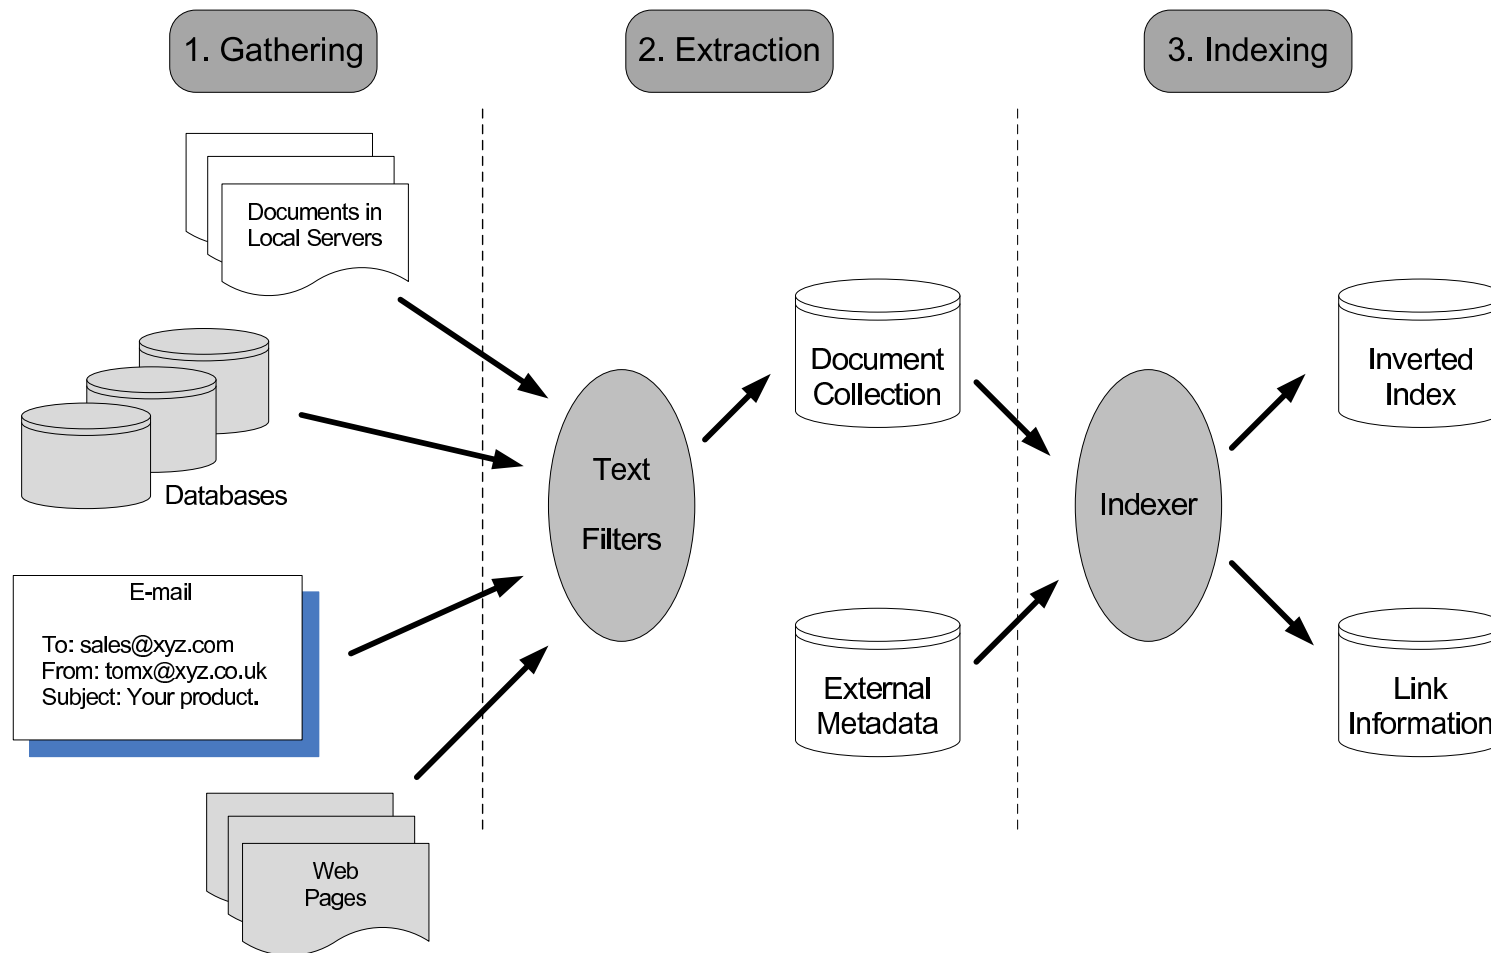 1. Gathering
2. Extraction
3. Indexing
Documents in
Local Servers
Databases
E-mail
To: sales@xyz.com
From: tomx@xyz.co.uk
Subject: Your product.
Web
Pages
Text
Filters
Document
Collection
External
Metadata
Indexer
Inverted
Index
Link
Information